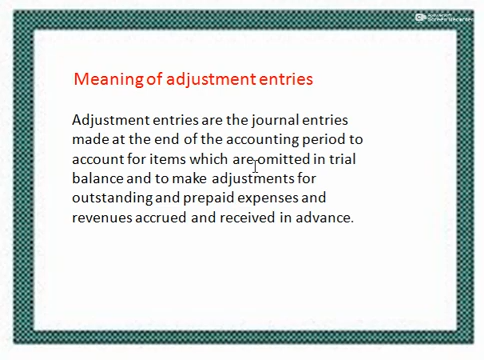 Meaning of adjustment entries
Adjustment entries are the journal entries
made at the end of the accounting period to
account for items which are omitted in trial
balance and to make adjustments for
outstanding and prepaid expenses and
revenues accrued and received in advance.
Screen Recorder